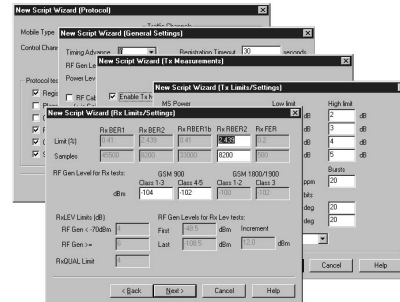 New Script Wizard (Protocol)
Mobile Type
Control Chann
Protocol tes
New Script Wizard (General Settings)
Timing Advance
Registration Timeout 30 seconds
RF Gen Le
Power Lev
RF Cab
New Script Wizard (Tx Measurements)
Enable Tx M
New Script Wizard (Tx Limits/Settings)
MS Power Low limit High limit
dB 2 dB
dB 3 dB
dB 4 dB
dB 5 dB
Bursts
ppm 20
bits
deg 20
deg 20
Cancel Help
New Script Wizard (Rx Limits/Settings)
Rx BER1 Rx BER2 Rx RBER1b Rx RBER2 Rx FER
Limit (%) 0.41 2.439 0.41 2.439 0.2
Samples 8200 8200
RF Gen Level for Rx tests: GSM 900 GSM 1800/1900
Class 1-3 Class 4-5 Class 1-2 Class 3
dBm -104 -102 -100
RxLEV Limits (dB) RF Gen Levels for Rx Lev tests:
RF Gen < -70dBm 4 First -48.5 dBm Increment
RF Gen >= 6 Last -108.5 dBm 12.0 dBm
RxQUAL Limit 4
< Back Next > Cancel Help